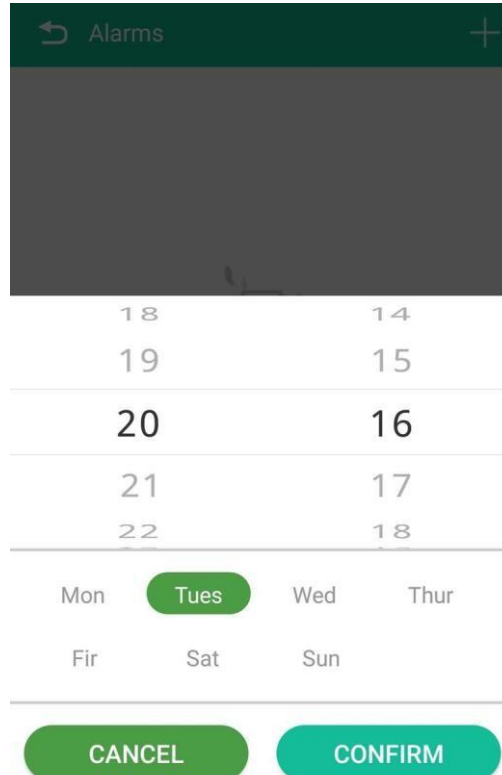 Alarms
18 14
19 15
20 16
21 17
22 18
Mon Tues Wed Thur
Fir Sat Sun
CANCEL CONFIRM